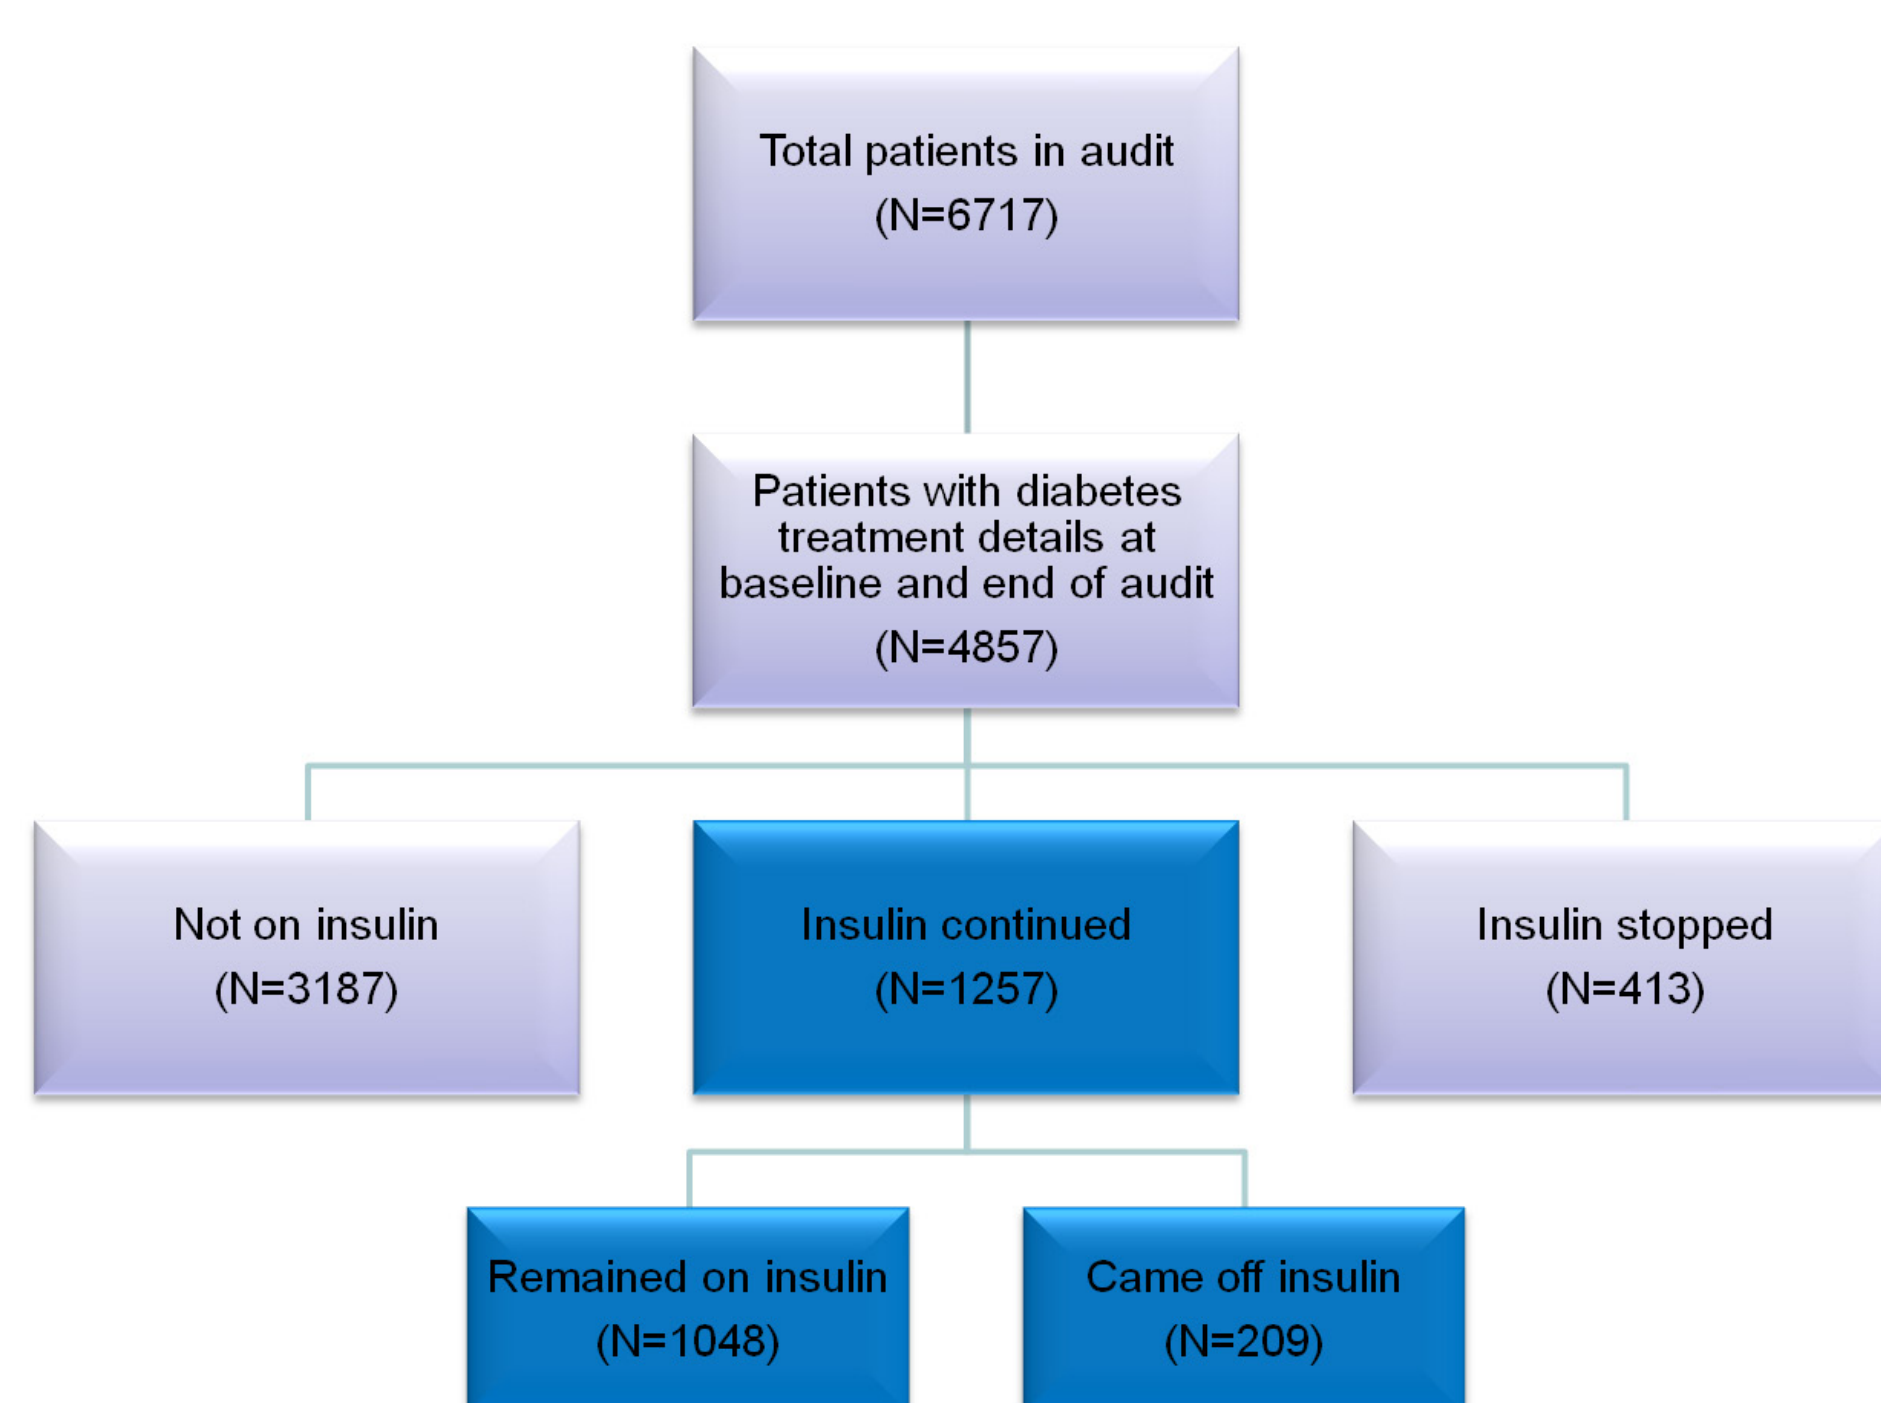 Total patients in audit
(N=6717)
Patients with diabetes
treatment details at
baseline and end of audit
(N=4857)
Not on insulin
(N=3187)
Insulin continued
(N=1257)
Insulin stopped
(N=413)
Remained on insulin
(N=1048)
Came off insulin
(N=209)